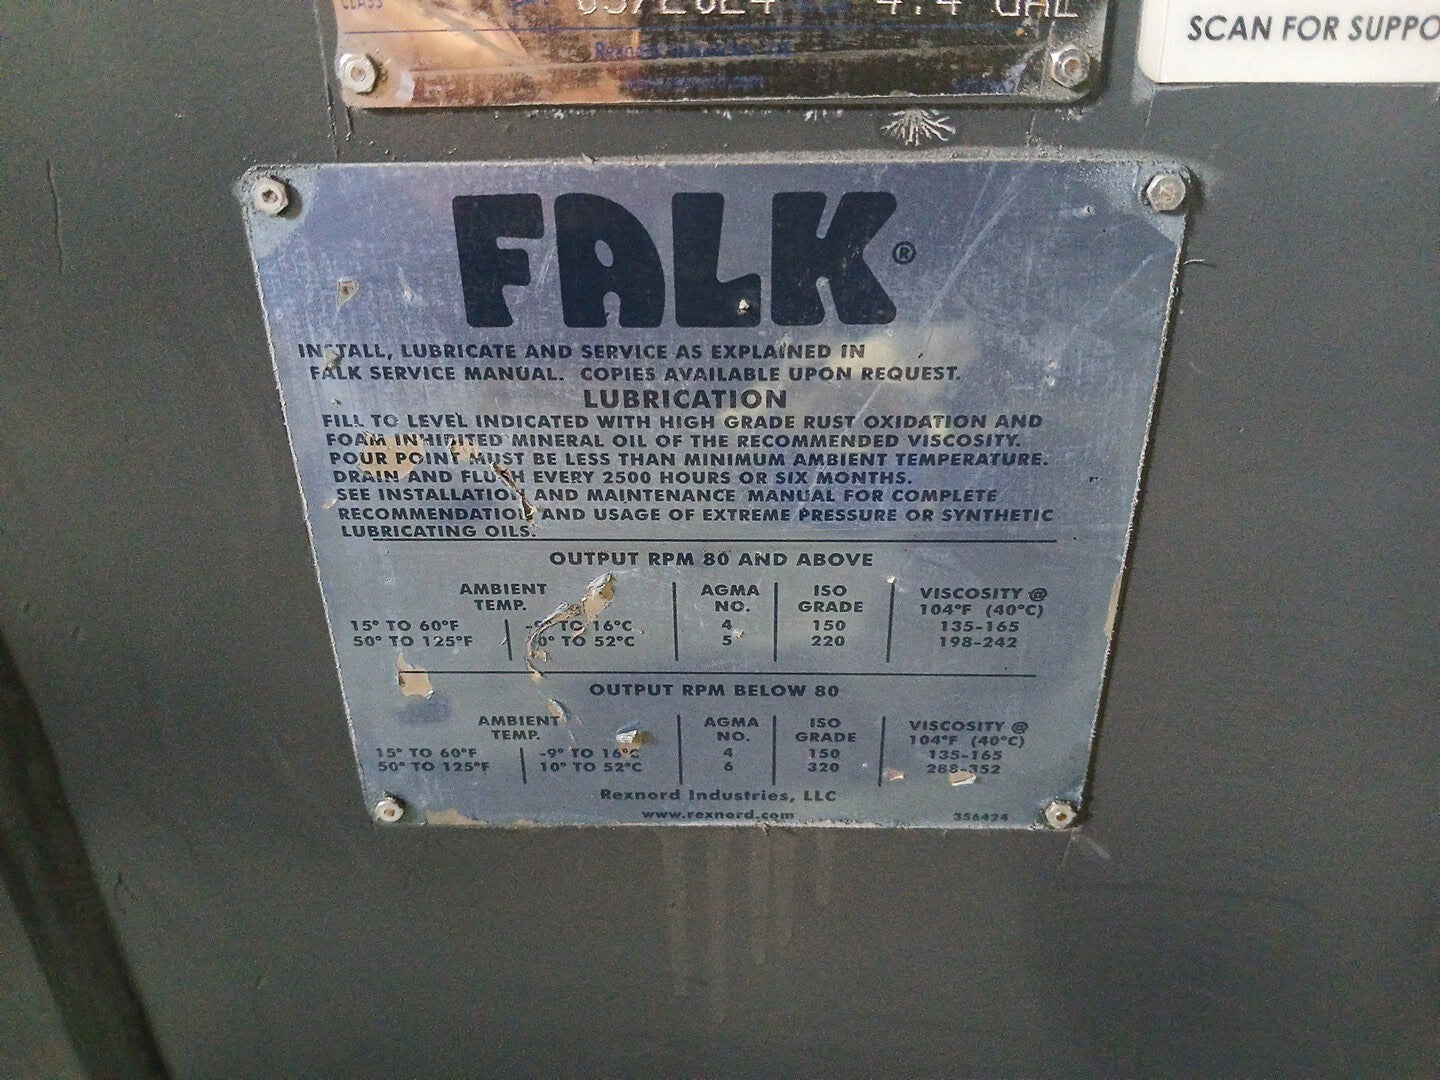 CLASS 4.4 GAL
SCAN FOR SUPPO
FALK®
INSTALL, LUBRICATE AND SERVICE AS EXPLAINED IN
FALK SERVICE MANUAL. COPIES AVAILABLE UPON REQUEST.
LUBRICATION
FILL TO LEVEL INDICATED WITH HIGH GRADE RUST OXIDATION AND
FOAM INHIBITED MINERAL OIL OF THE RECOMMENDED VISCOSITY.
POUR POINT MUST BE LESS THAN MINIMUM AMBIENT TEMPERATURE.
DRAIN AND FLUSH EVERY 2500 HOURS OR SIX MONTHS.
SEE INSTALLATION AND MAINTENANCE MANUAL FOR COMPLETE
RECOMMENDATION AND USAGE OF EXTREME PRESSURE OR SYNTHETIC
LUBRICATING OILS.
OUTPUT RPM 80 AND ABOVE
AMBIENT AGMA ISO VISCOSITY @
TEMP. NO. GRADE 104°F (40°C)
15° TO 60°F -9° TO 16°C 4 150 135-165
50° TO 125°F 0° TO 52°C 5 220 198-242
OUTPUT RPM BELOW 80
AMBIENT AGMA ISO VISCOSITY @
TEMP. NO. GRADE 104°F (40°C)
15° TO 60°F -9° TO 16°C 4 150 135-165
50° TO 125°F 10° TO 52°C 6 320 288-352
Rexnord Industries, LLC
www.rexnord.com 356424